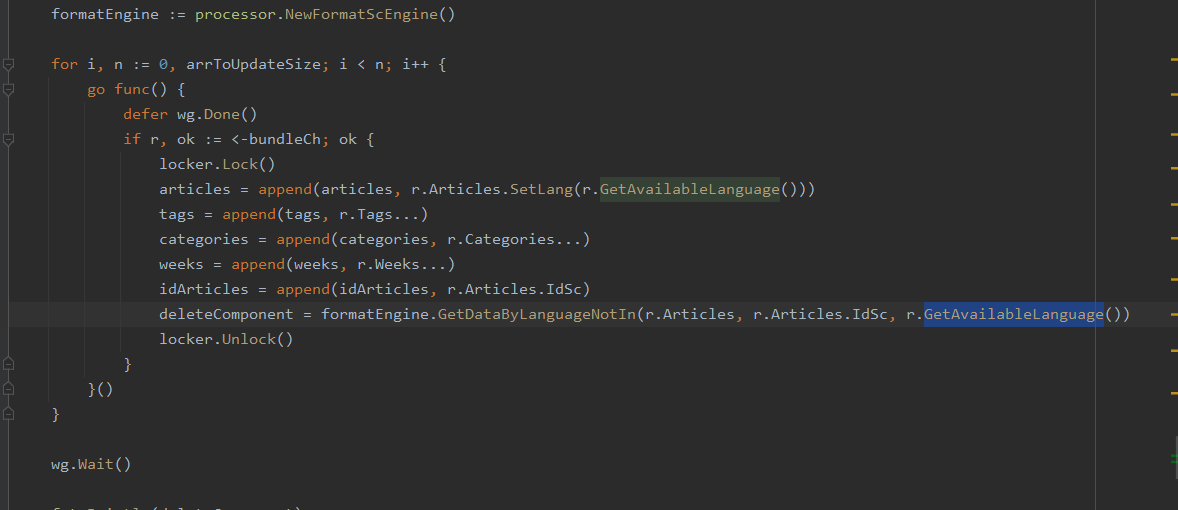 formatEngine := processor.NewFormatScEngine()
for i, n := 0, arrToUpdateSize; i < n; i++ {
go func() {
defer wg.Done()
if r, ok := <-bundleCh; ok {
locker.Lock()
articles = append(articles, r.Articles.SetLang(r.GetAvailableLanguage()))
tags = append(tags, r.Tags...)
categories = append(categories, r.Categories...)
weeks = append(weeks, r.Weeks...)
idArticles = append(idArticles, r.Articles.IdSc)
deleteComponent = formatEngine.GetDataByLanguageNotIn(r.Articles, r.Articles.IdSc, r.GetAvailableLanguage())
locker.Unlock()
}
}()
}
wg.Wait()